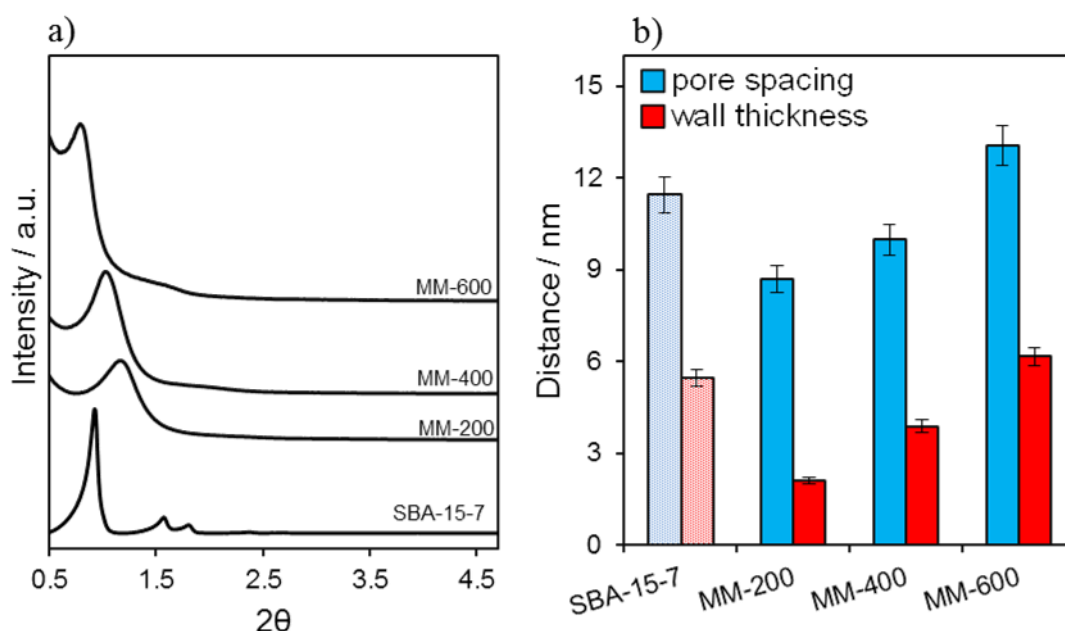 a)
Intensity / a.u.
MM-600
MM-400
MM-200
SBA-15-7
0.5 1.5 2.5 3.5 4.5
2θ
b)
pore spacing
wall thickness
Distance / nm
15
12
9
6
3
0
SBA-15-7 MM-200 MM-400 MM-600